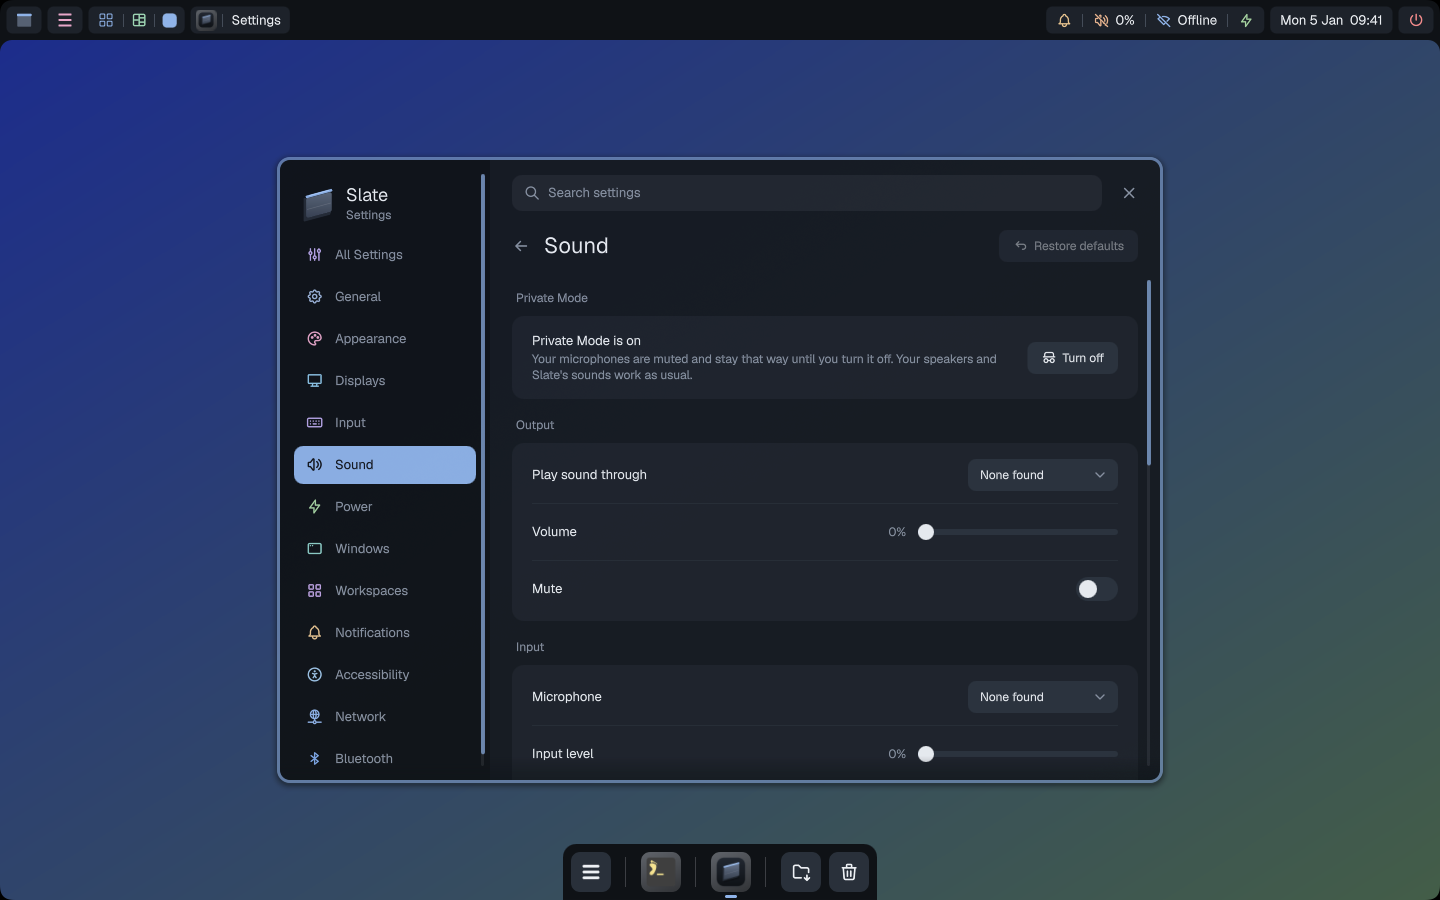 Settings
0%
Offline
Mon 5 Jan 09:41
Slate
Settings
All Settings
General
Appearance
Displays
Input
Sound
Power
Windows
Workspaces
Notifications
Accessibility
Network
Bluetooth
Search settings
Sound
Restore defaults
Private Mode
Private Mode is on
Your microphones are muted and stay that way until you turn it off. Your speakers and
Slate's sounds work as usual.
Turn off
Output
Play sound through
None found
Volume
0%
Mute
Input
Microphone
None found
Input level
0%